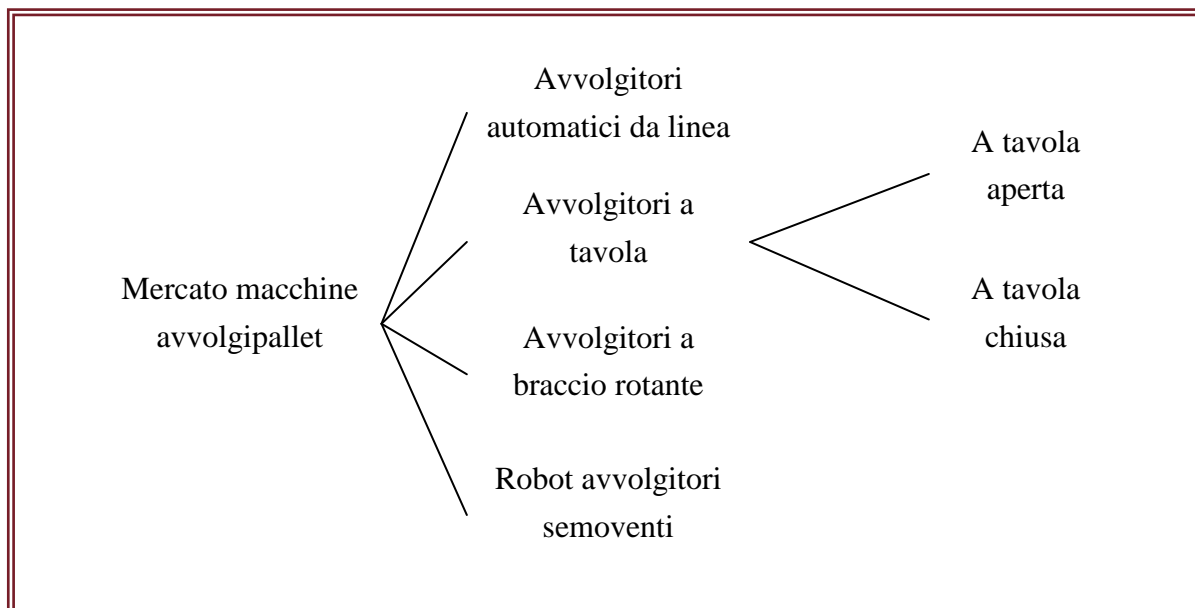 Avvolgitori
automatici da linea
A tavola
aperta
Avvolgitori a
tavola
Mercato macchine
avvolgipallet
A tavola
chiusa
Avvolgitori a
braccio rotante
Robot avvolgitori
semoventi